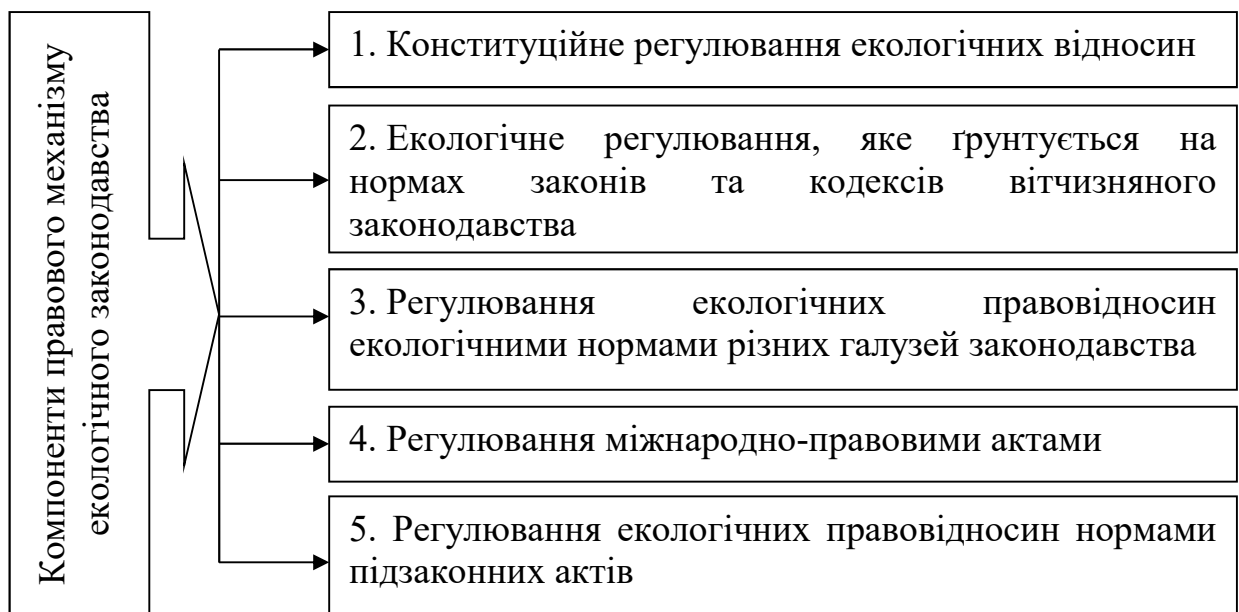 Компоненти правового механізму
екологічного законодавства
1. Конституційне регулювання екологічних відносин
2. Екологічне регулювання, яке ґрунтується на
нормах законів та кодексів вітчизняного
законодавства
3. Регулювання екологічних правовідносин
екологічними нормами різних галузей законодавства
4. Регулювання міжнародно-правовими актами
5. Регулювання екологічних правовідносин нормами
підзаконних актів